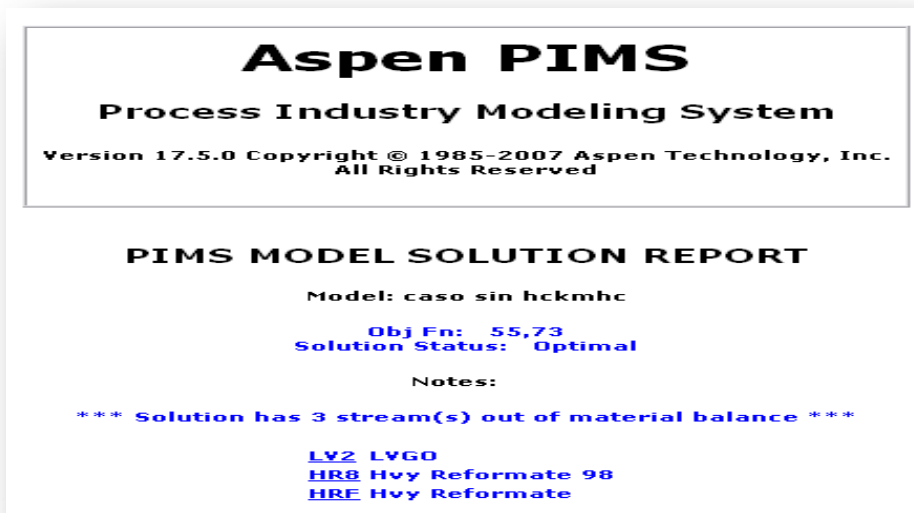 Aspen PIMS
Process Industry Modeling System
Version 17.5.0 Copyright © 1985-2007 Aspen Technology, Inc.
All Rights Reserved
PIMS MODEL SOLUTION REPORT
Model: caso sin hckmhc
Obj Fn: 55,73
Solution Status: Optimal
Notes:
*** Solution has 3 stream(s) out of material balance ***
LV2 LVGO
HR8 Hvy Reformate 98
HRF Hvy Reformate